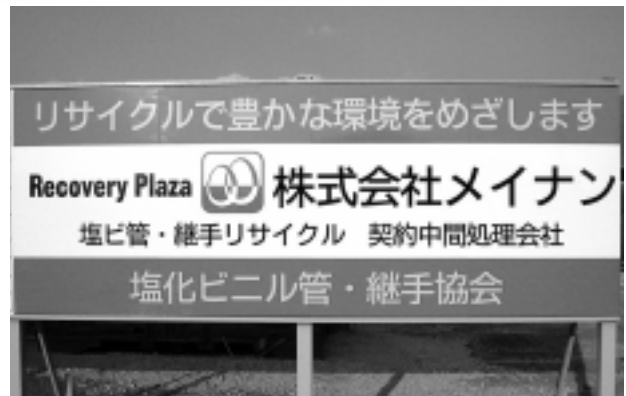 リサイクルで豊かな環境をめざします
Recovery Plaza 株式会社メイナン
塩ビ管・継手リサイクル 契約中間処理会社
塩化ビニル管・継手協会